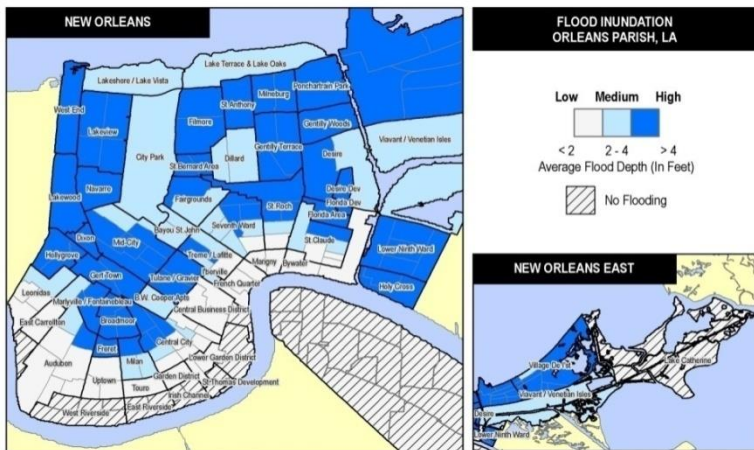 NEW ORLEANS
Lakeshore / Lake Vista
Lake Terrace & Lake Oaks
West End
Lakeview
City Park
Filmore
St Anthony
Milneburg
Ponchartrain Park
Gentilly Woods
Gentilly Terrace
Dillard
St Bernard Area
Desire
Viavant / Venetian Isles
Navarre
Lakewood
Fairgrounds
Desire Dev
Florida Dev
Florida Area
St. Roch
Seventh Ward
Bayou St John
Dixon
Mid-City
Hollygrove
Treme / Lafitte
Iberville
St. Claude
Lower Ninth Ward
Holy Cross
Marigny
Bywater
French Quarter
Gert Town
Tulane / Gravier
Leonidas
Marlyville / Fontainebleau
B.W. Cooper Apts
Central Business District
East Carrollton
Broadmoor
Freret
Central City
Audubon
Milan
Lower Garden District
Garden District
St Thomas Development
Uptown
Touro
Irish Channel
East Riverside
West Riverside
FLOOD INUNDATION
ORLEANS PARISH, LA
Low Medium High
< 2 2 - 4 > 4
Average Flood Depth (In Feet)
No Flooding
NEW ORLEANS EAST
Village De l'st
Lake Catherine
Viavant / Venetian Isles
Desire
Lower Ninth Ward